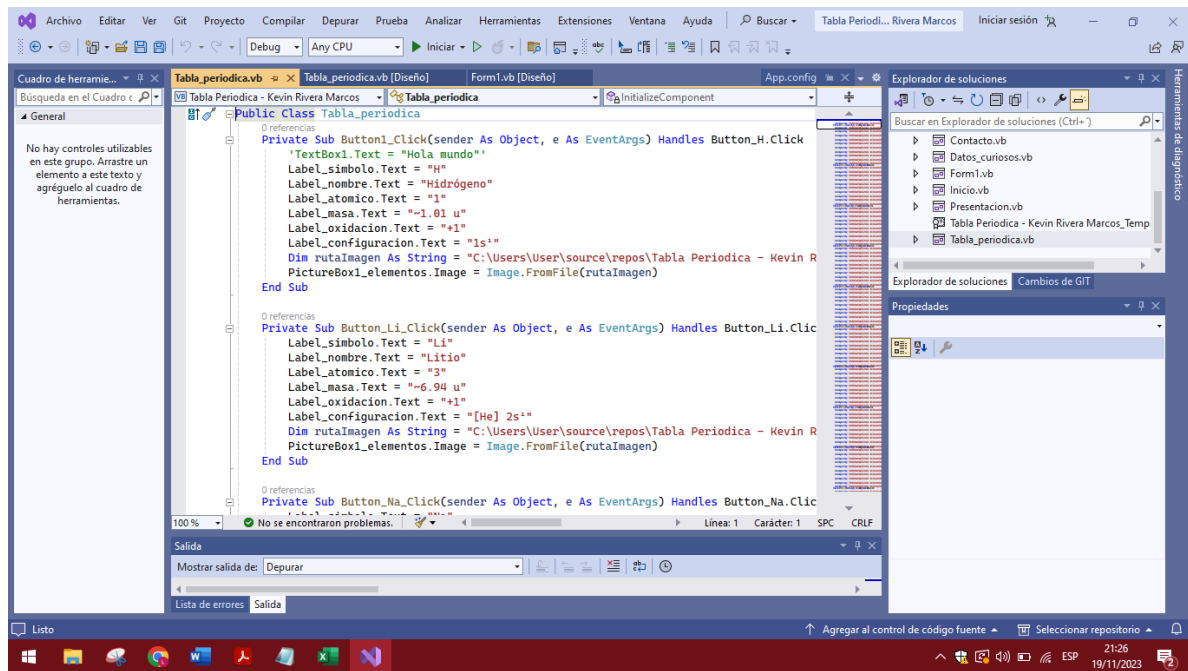 Archivo Editar Ver Git Proyecto Compilar Depurar Prueba Analizar Herramientas Extensiones Ventana Ayuda Buscar Tabla Periodi... Rivera Marcos Iniciar sesión
Debug Any CPU Iniciar
Cuadro de herramie...
Búsqueda en el Cuadro c
General
No hay controles utilizables
en este grupo. Arrastre un
elemento a este texto y
agréguelo al cuadro de
herramientas.
Tabla_periodica.vb Tabla_periodica.vb [Diseño] Form1.vb [Diseño] App.config
Tabla Periodica - Kevin Rivera Marcos Tabla_periodica InitializeComponent
Public Class Tabla_periodica
0 referencias
Private Sub Button1_Click(sender As Object, e As EventArgs) Handles Button_H.Click
'TextBox1.Text = "Hola mundo"'
Label_simbolo.Text = "H"
Label_nombre.Text = "Hidrógeno"
Label_atomico.Text = "1"
Label_masa.Text = "~1.01 u"
Label_oxidacion.Text = "+1"
Label_configuracion.Text = "1s¹"
Dim rutaImagen As String = "C:\Users\User\source\repos\Tabla Periodica - Kevin R
PictureBox1_elementos.Image = Image.FromFile(rutaImagen)
End Sub
0 referencias
Private Sub Button_Li_Click(sender As Object, e As EventArgs) Handles Button_Li.Clic
Label_simbolo.Text = "Li"
Label_nombre.Text = "Litio"
Label_atomico.Text = "3"
Label_masa.Text = "~6.94 u"
Label_oxidacion.Text = "+1"
Label_configuracion.Text = "[He] 2s¹"
Dim rutaImagen As String = "C:\Users\User\source\repos\Tabla Periodica - Kevin R
PictureBox1_elementos.Image = Image.FromFile(rutaImagen)
End Sub
0 referencias
Private Sub Button_Na_Click(sender As Object, e As EventArgs) Handles Button_Na.Clic
100 % No se encontraron problemas. Línea: 1 Carácter: 1 SPC CRLF
Salida
Mostrar salida de: Depurar
Lista de errores Salida
Explorador de soluciones
Buscar en Explorador de soluciones (Ctrl+´)
Contacto.vb
Datos_curiosos.vb
Form1.vb
Inicio.vb
Presentacion.vb
Tabla Periodica - Kevin Rivera Marcos_Temp
Tabla_periodica.vb
Explorador de soluciones Cambios de GIT
Propiedades
Herramientas de diagnóstico
Listo Agregar al control de código fuente Seleccionar repositorio
ESP 21:26
19/11/2023 2